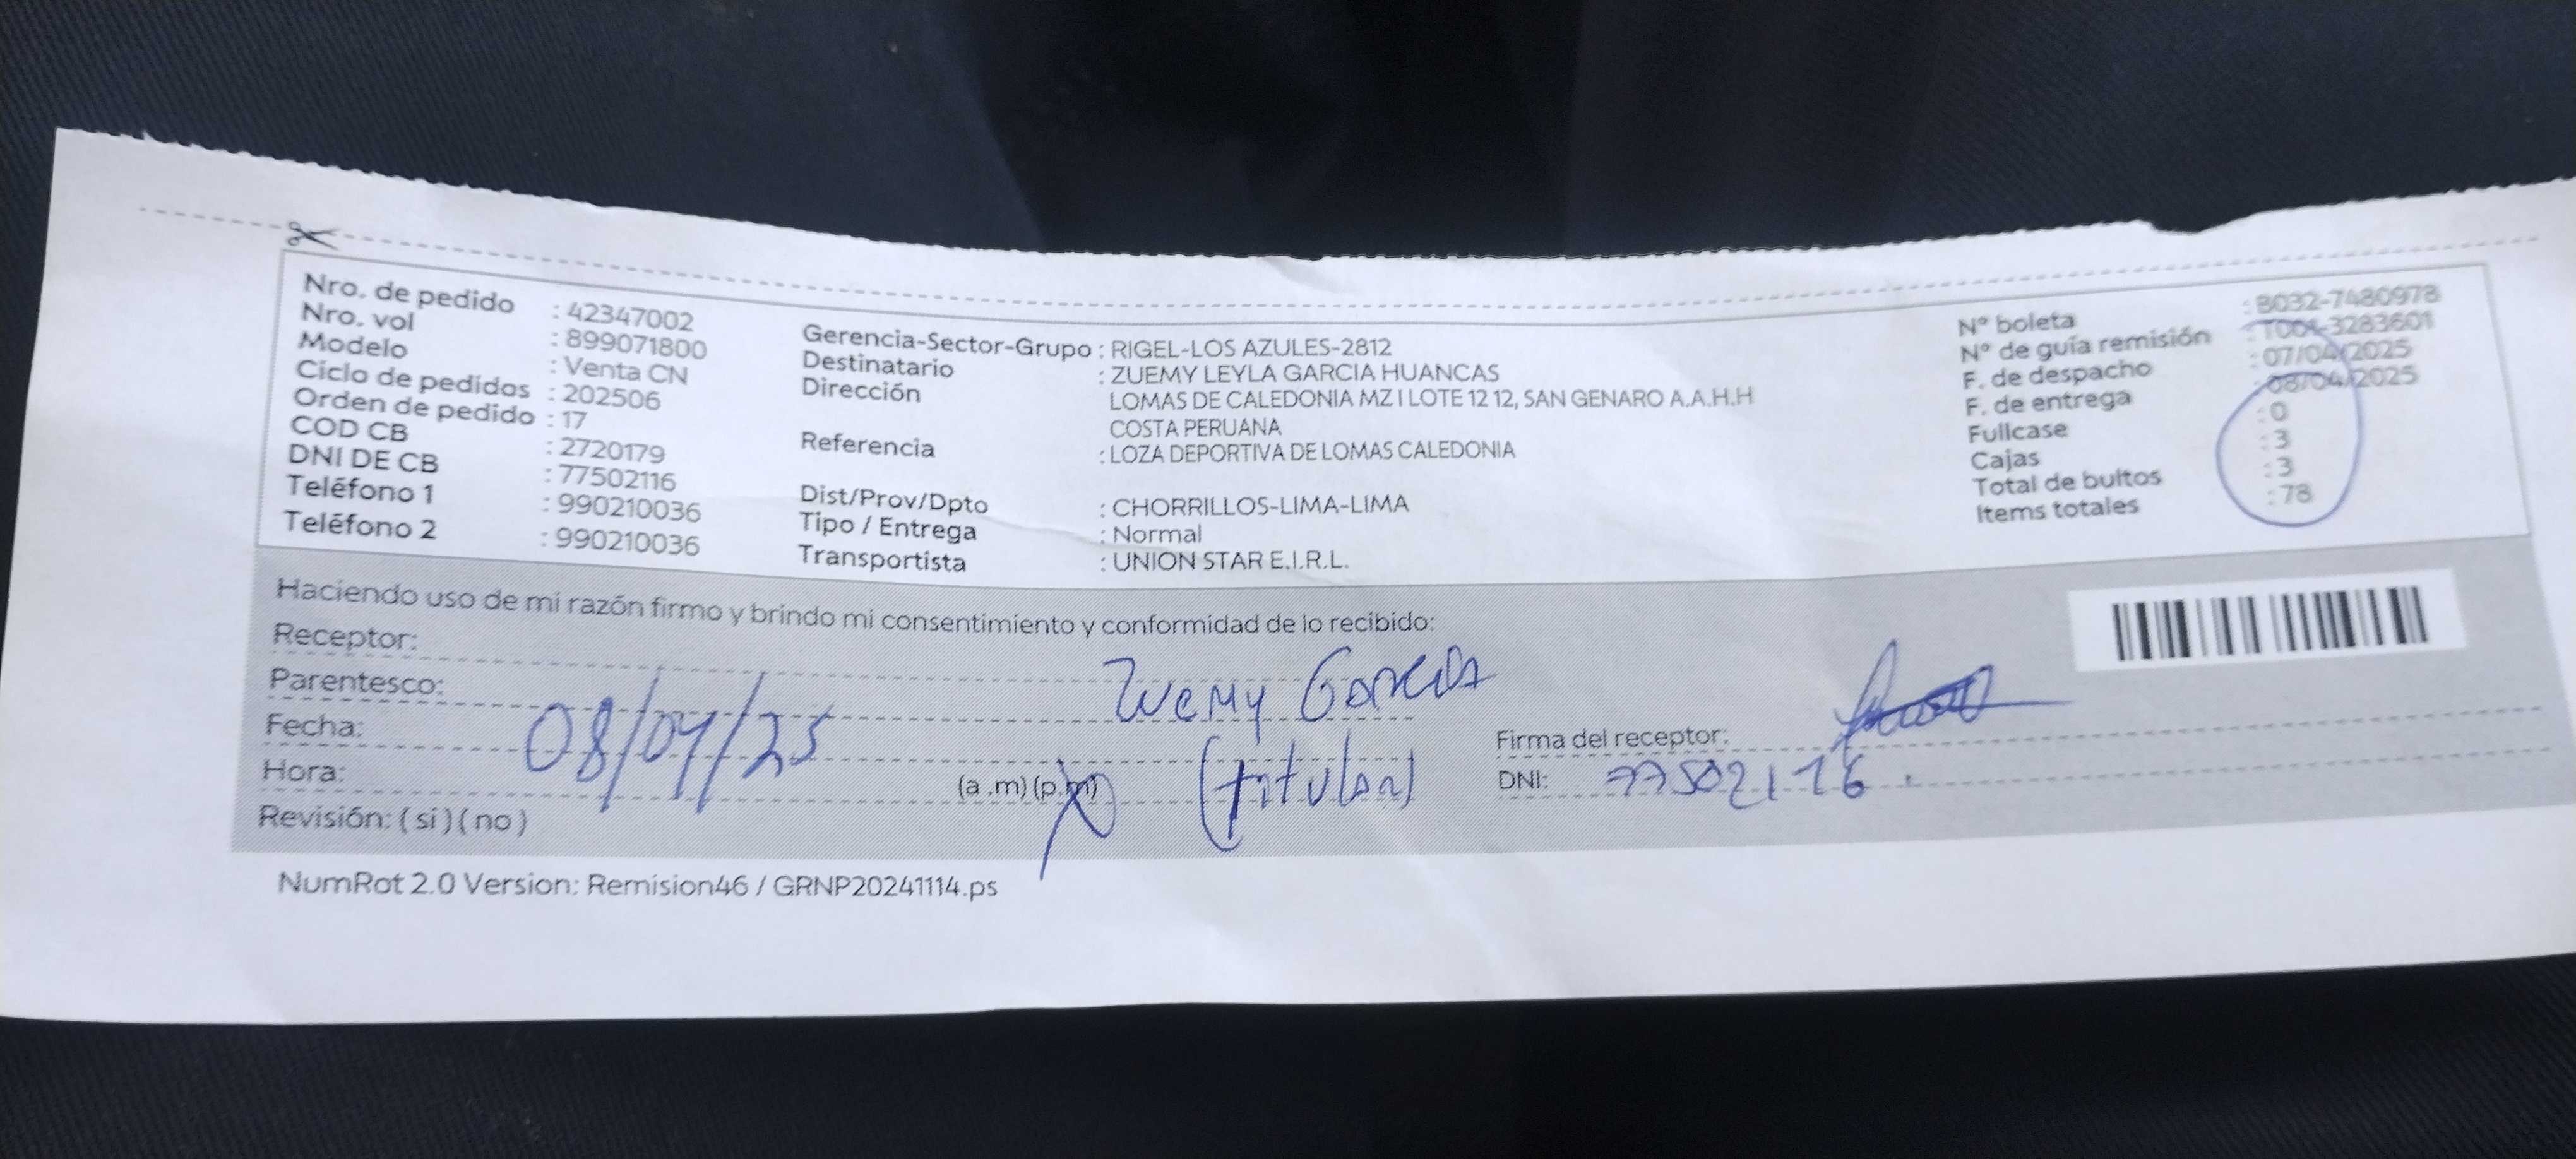 Nro. de pedido : 42347002
Nro. vol : 899071800
Modelo : Venta CN
Ciclo de pedidos : 202506
Orden de pedido : 17
COD CB : 2720179
DNI DE CB : 77502116
Teléfono 1 : 990210036
Teléfono 2 : 990210036
Gerencia-Sector-Grupo : RIGEL-LOS AZULES-2812
Destinatario : ZUEMY LEYLA GARCIA HUANCAS
Dirección LOMAS DE CALEDONIA MZ I LOTE 12 12, SAN GENARO A.A.H.H
COSTA PERUANA
Referencia : LOZA DEPORTIVA DE LOMAS CALEDONIA
Dist/Prov/Dpto : CHORRILLOS-LIMA-LIMA
Tipo / Entrega : Normal
Transportista : UNION STAR E.I.R.L.
N° boleta : B032-7480978
N° de guía remisión : T001-3283601
F. de despacho : 07/04/2025
F. de entrega : 08/04/2025
Fullcase : 0
Cajas : 3
Total de bultos : 3
Items totales : 78
Haciendo uso de mi razón firmo y brindo mi consentimiento y conformidad de lo recibido:
Receptor:
Parentesco: Zuemy Garcia
Fecha: 08/04/25
Firma del receptor:
Hora: (a .m) (p.m) (titular)
DNI: 77502116
Revisión: ( si ) ( no )
NumRot 2.0 Version: Remision46 / GRNP20241114.ps